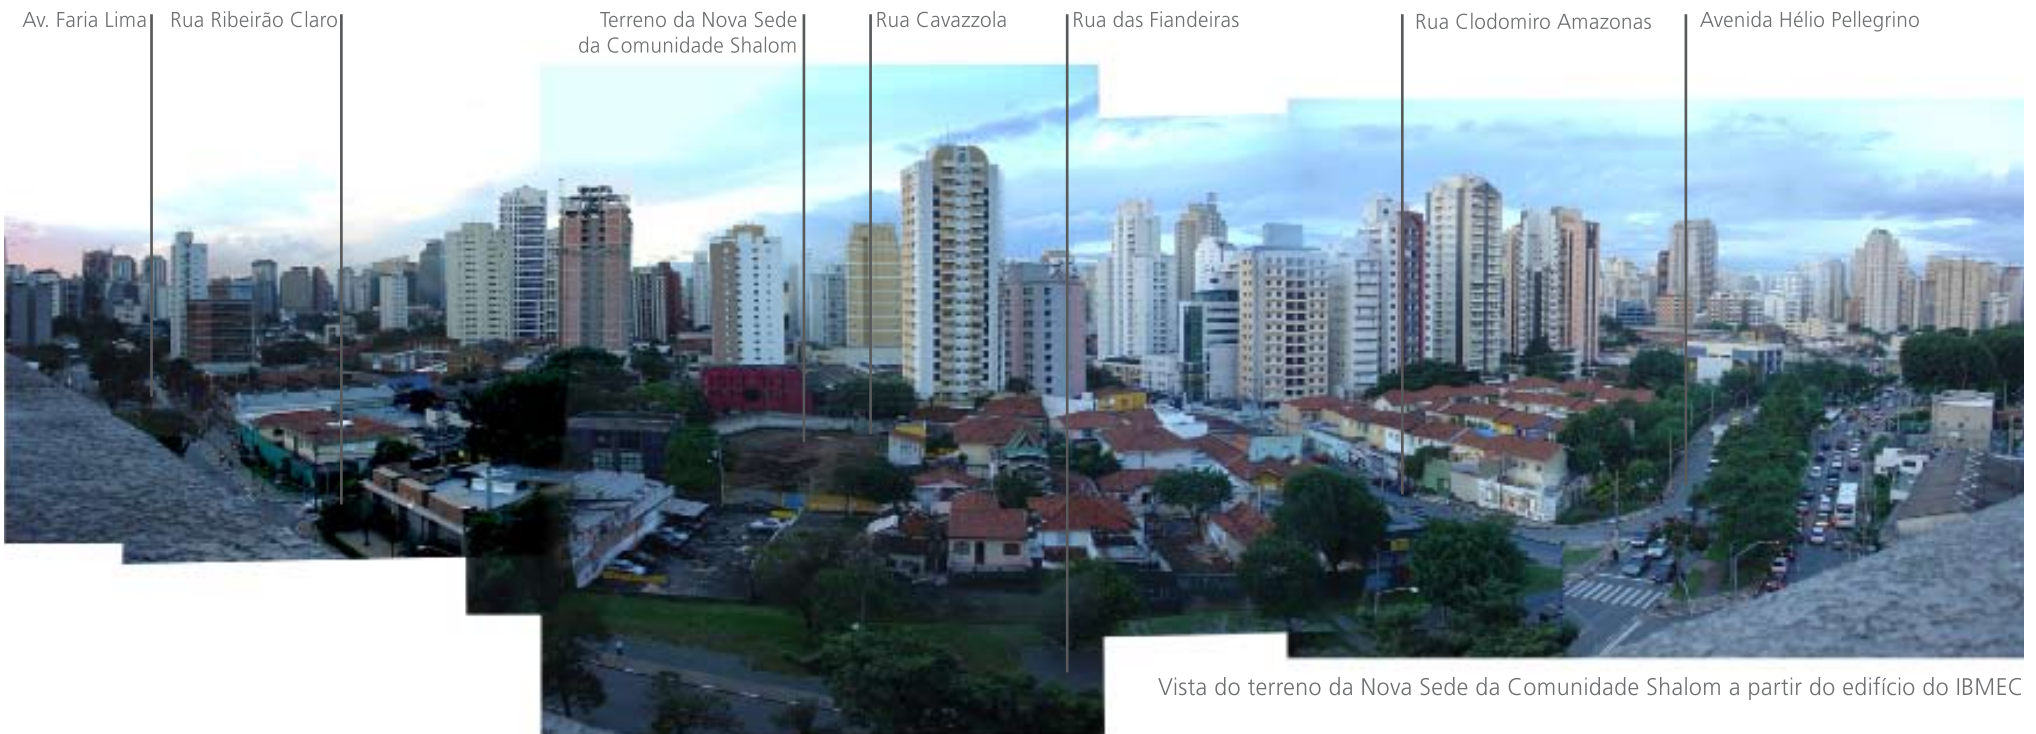 Av. Faria Lima
Rua Ribeirão Claro
Terreno da Nova Sede
da Comunidade Shalom
Rua Cavazzola
Rua das Fiandeiras
Rua Clodomiro Amazonas
Avenida Hélio Pellegrino
Vista do terreno da Nova Sede da Comunidade Shalom a partir do edifício do IBMEC